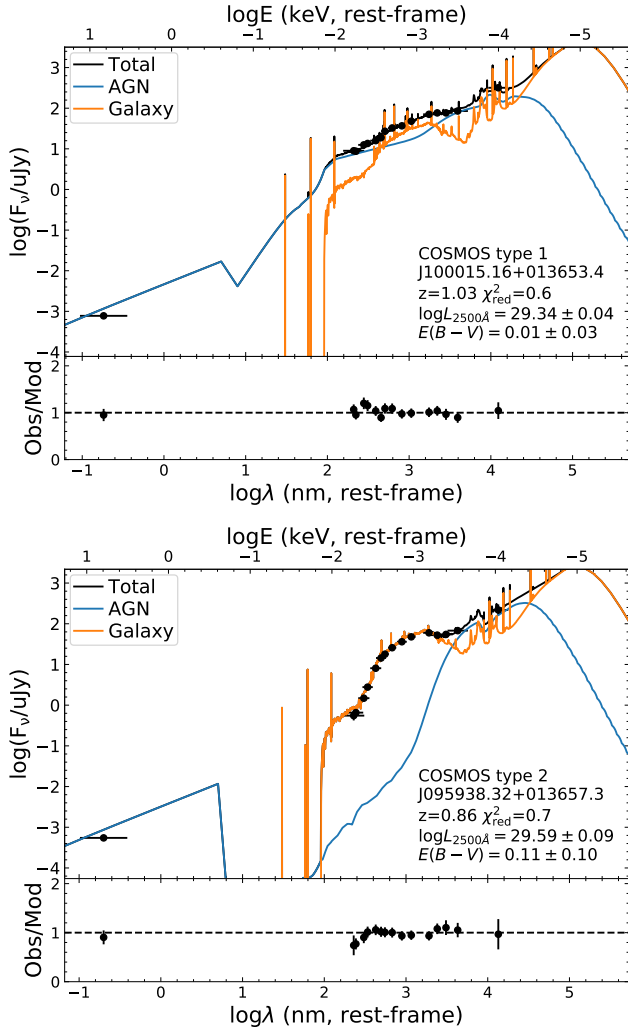 logE (keV, rest-frame)
1 0 −1 −2 −3 −4 −5
Total
AGN
Galaxy
3
2
1
0
−1
−2
−3
−4
log(Fν/uJy)
COSMOS type 1
J100015.16+013653.4
z=1.03 χ²red=0.6
logL2500Å = 29.34 ± 0.04
E(B − V) = 0.01 ± 0.03
2
1
0
Obs/Mod
−1 0 1 2 3 4 5
logλ (nm, rest-frame)
logE (keV, rest-frame)
1 0 −1 −2 −3 −4 −5
Total
AGN
Galaxy
3
2
1
0
−1
−2
−3
−4
log(Fν/uJy)
COSMOS type 2
J095938.32+013657.3
z=0.86 χ²red=0.7
logL2500Å = 29.59 ± 0.09
E(B − V) = 0.11 ± 0.10
2
1
0
Obs/Mod
−1 0 1 2 3 4 5
logλ (nm, rest-frame)